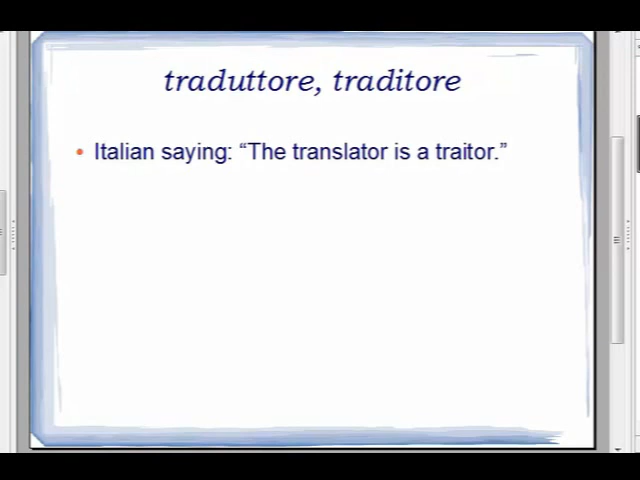 traduttore, traditore
• Italian saying: “The translator is a traitor.”